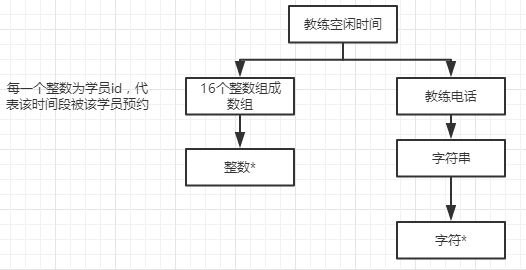 教练空闲时间
每一个整数为学员id，代
表该时间段被该学员预约
16个整数组成
数组
教练电话
整数*
字符串
字符*